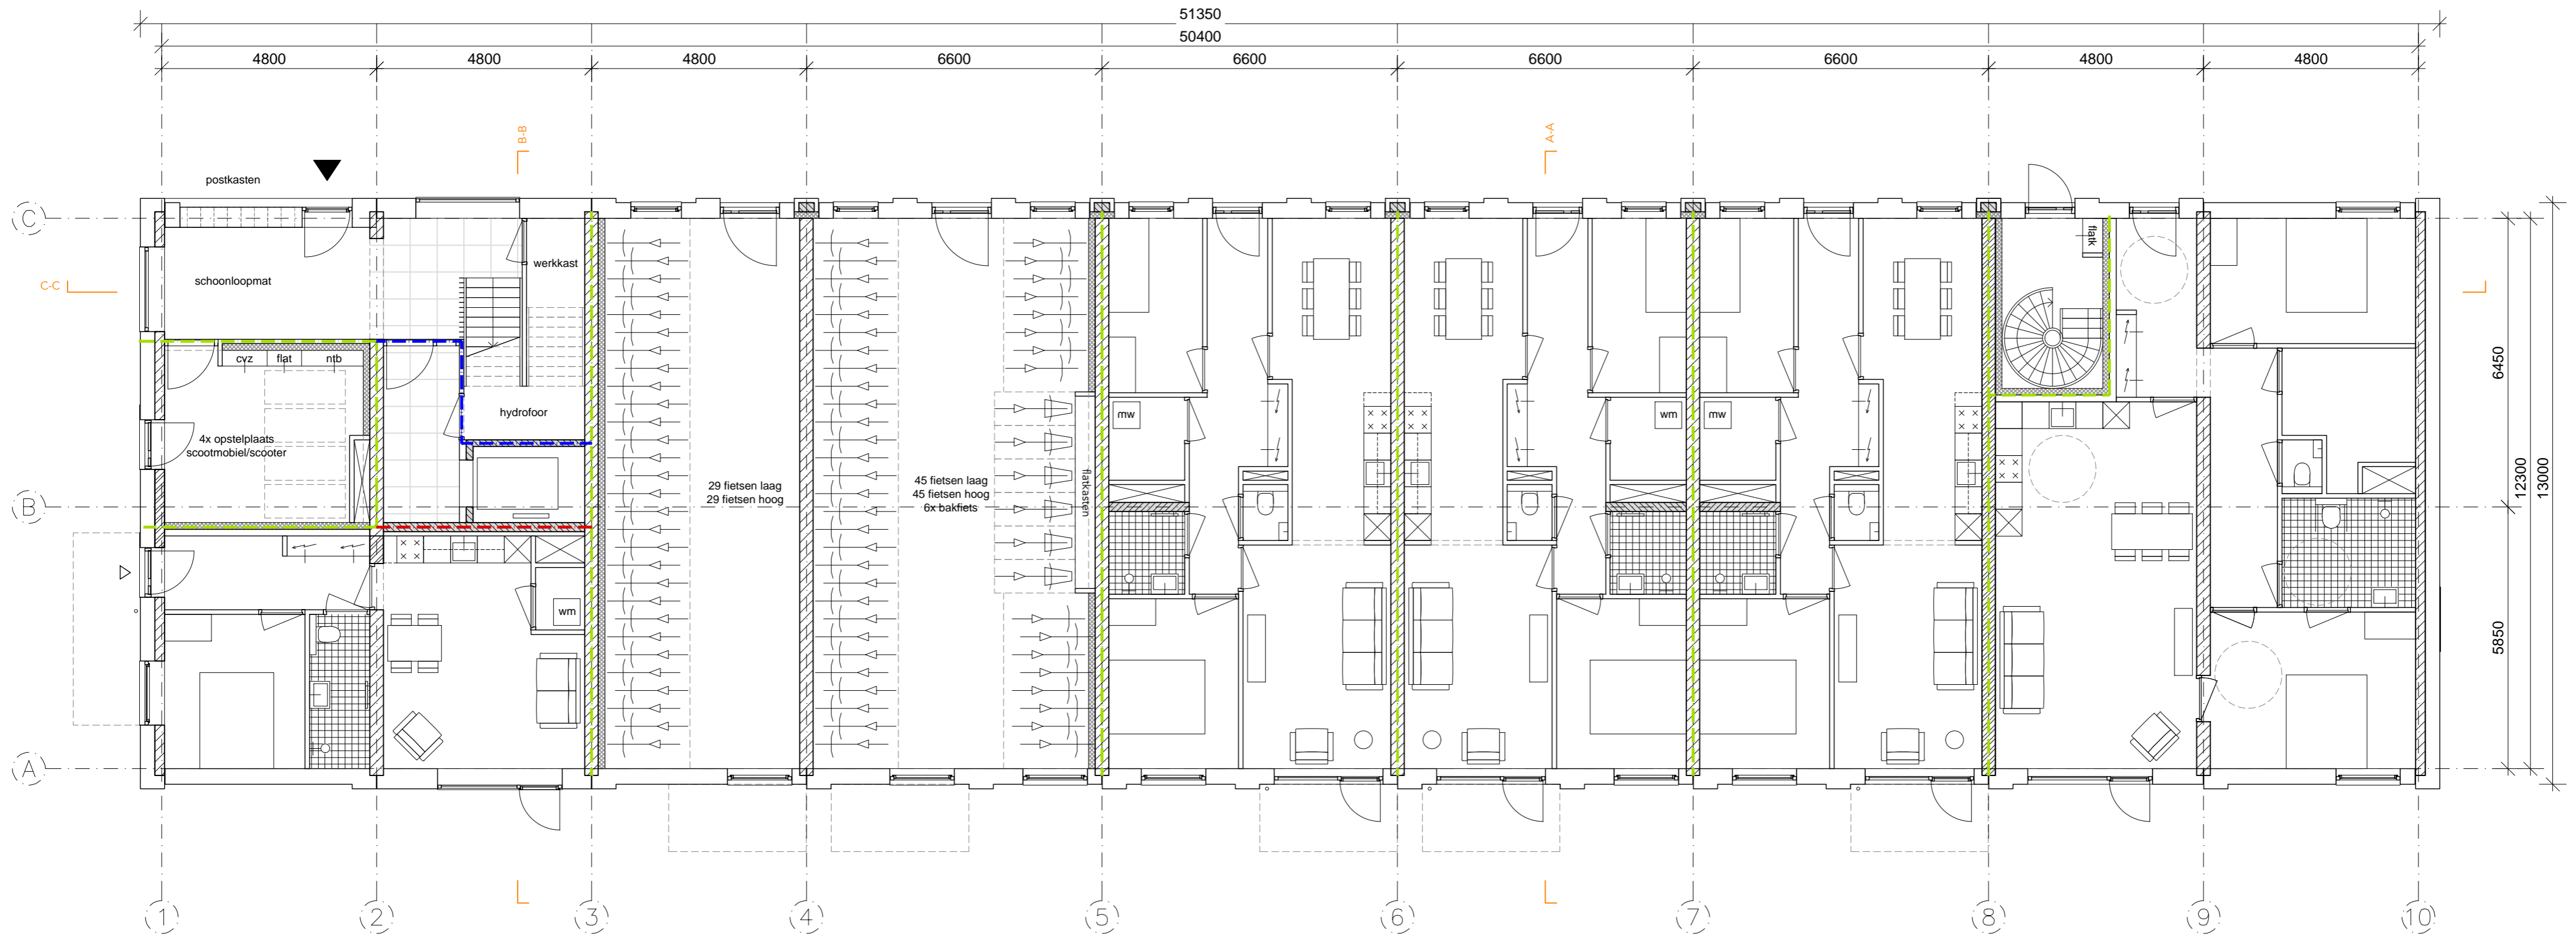 51350
50400
4800
4800
4800
6600
6600
6600
6600
4800
4800
B-B
A-A
postkasten
C
C-C
schoonloopmat
werkkast
flatk
cvz
flat
ntb
hydrofoor
4x opstelplaats
scootmobiel/scooter
29 fietsen laag
29 fietsen hoog
45 fietsen laag
45 fietsen hoog
6x bakfiets
flatkasten
mw
wm
mw
wm
B
A
6450
5850
12300
13000
1
2
3
4
5
6
7
8
9
10